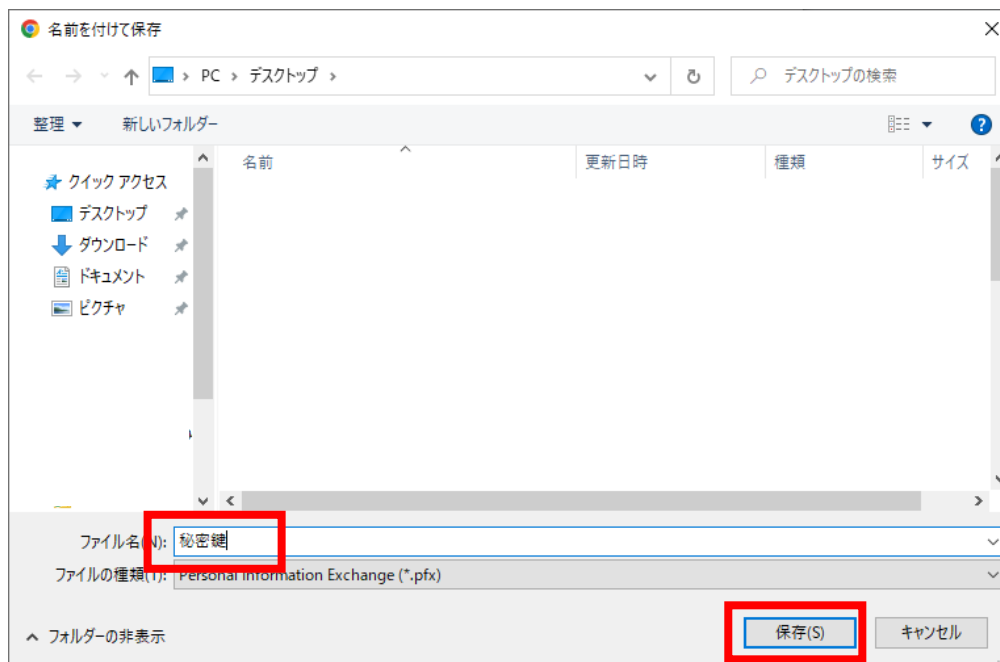 名前を付けて保存
PC › デスクトップ ›
デスクトップの検索
整理
新しいフォルダー
名前
更新日時
種類
サイズ
クイック アクセス
デスクトップ
ダウンロード
ドキュメント
ピクチャ
ファイル名(N):
秘密鍵
ファイルの種類(T):
Personal Information Exchange (*.pfx)
フォルダーの非表示
保存(S)
キャンセル